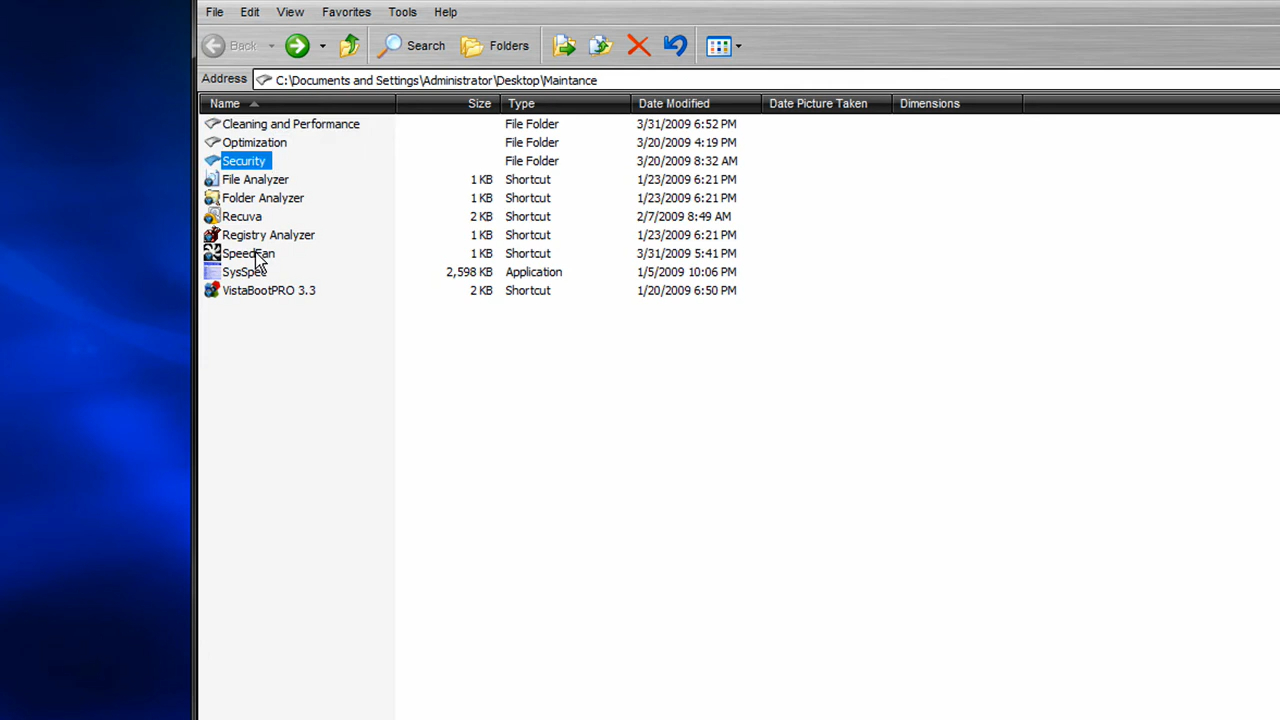 File Edit View Favorites Tools Help
Back Search Folders
Address C:\Documents and Settings\Administrator\Desktop\Maintance
Name Size Type Date Modified Date Picture Taken Dimensions
Cleaning and Performance File Folder 3/31/2009 6:52 PM
Optimization File Folder 3/20/2009 4:19 PM
Security File Folder 3/20/2009 8:32 AM
File Analyzer 1 KB Shortcut 1/23/2009 6:21 PM
Folder Analyzer 1 KB Shortcut 1/23/2009 6:21 PM
Recuva 2 KB Shortcut 2/7/2009 8:49 AM
Registry Analyzer 1 KB Shortcut 1/23/2009 6:21 PM
SpeedFan 1 KB Shortcut 3/31/2009 5:41 PM
SysSpec 2,598 KB Application 1/5/2009 10:06 PM
VistaBootPRO 3.3 2 KB Shortcut 1/20/2009 6:50 PM